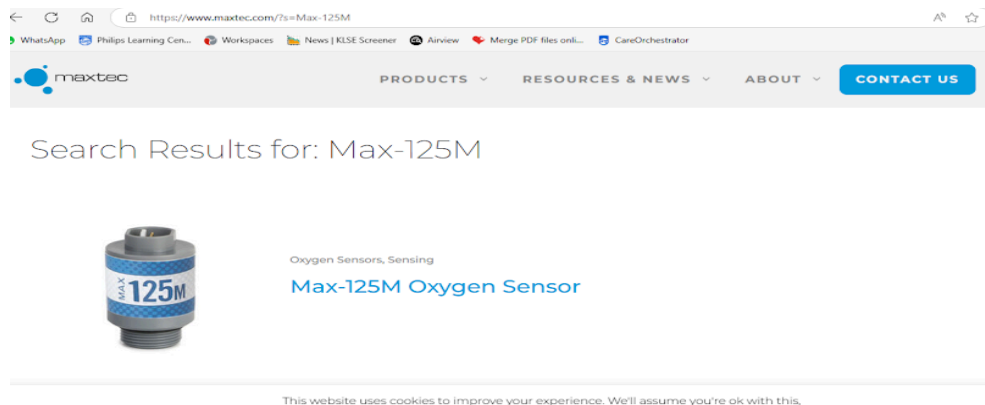 https://www.maxtec.com/?s=Max-125M
WhatsApp Philips Learning Cen... Workspaces News | KLSE Screener Airview Merge PDF files onli... CareOrchestrator
maxtec PRODUCTS RESOURCES & NEWS ABOUT CONTACT US
Search Results for: Max-125M
Oxygen Sensors, Sensing
Max-125M Oxygen Sensor
MAX 125M
This website uses cookies to improve your experience. We'll assume you're ok with this,